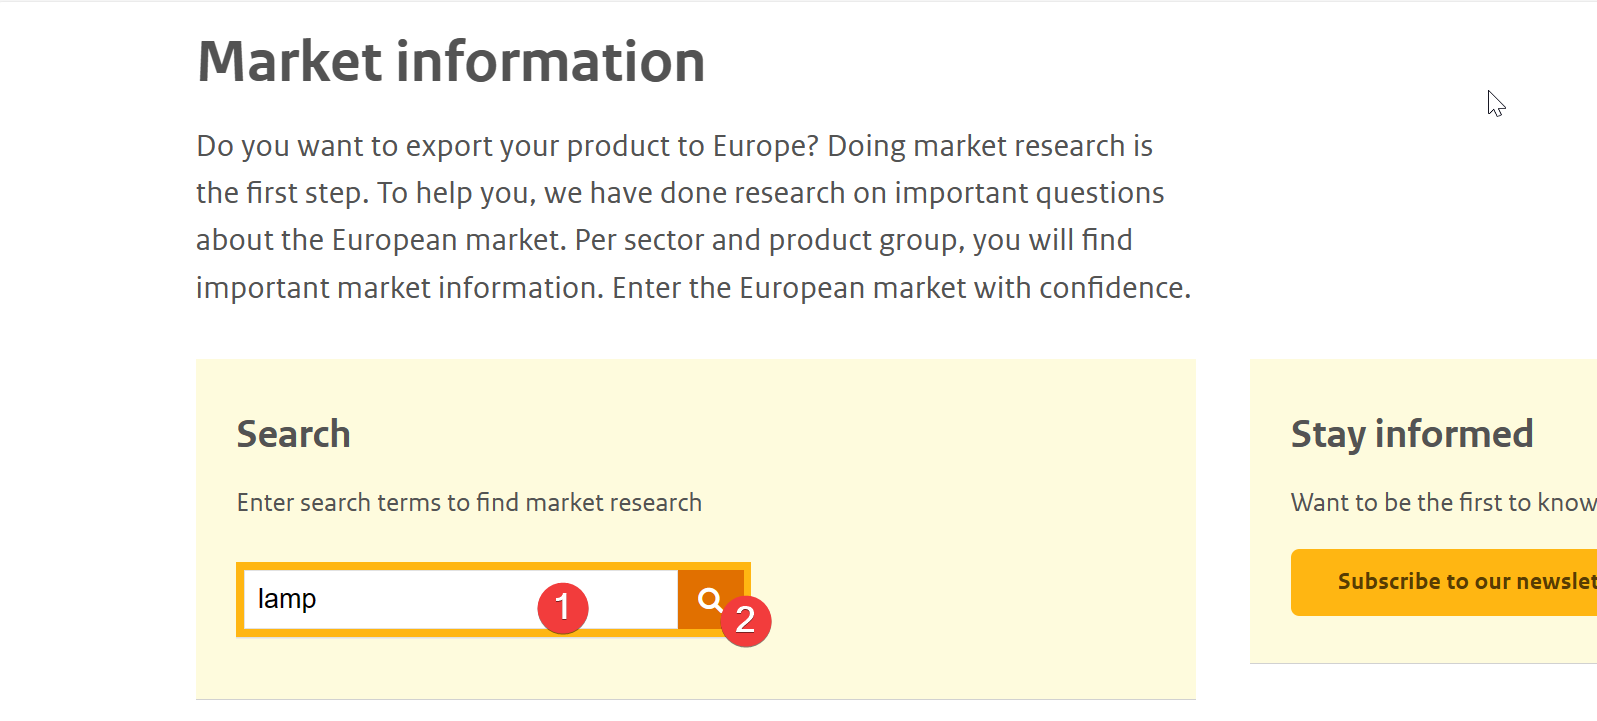 Market information
Do you want to export your product to Europe? Doing market research is
the first step. To help you, we have done research on important questions
about the European market. Per sector and product group, you will find
important market information. Enter the European market with confidence.
Search
Enter search terms to find market research
lamp
1
2
Stay informed
Want to be the first to know
Subscribe to our